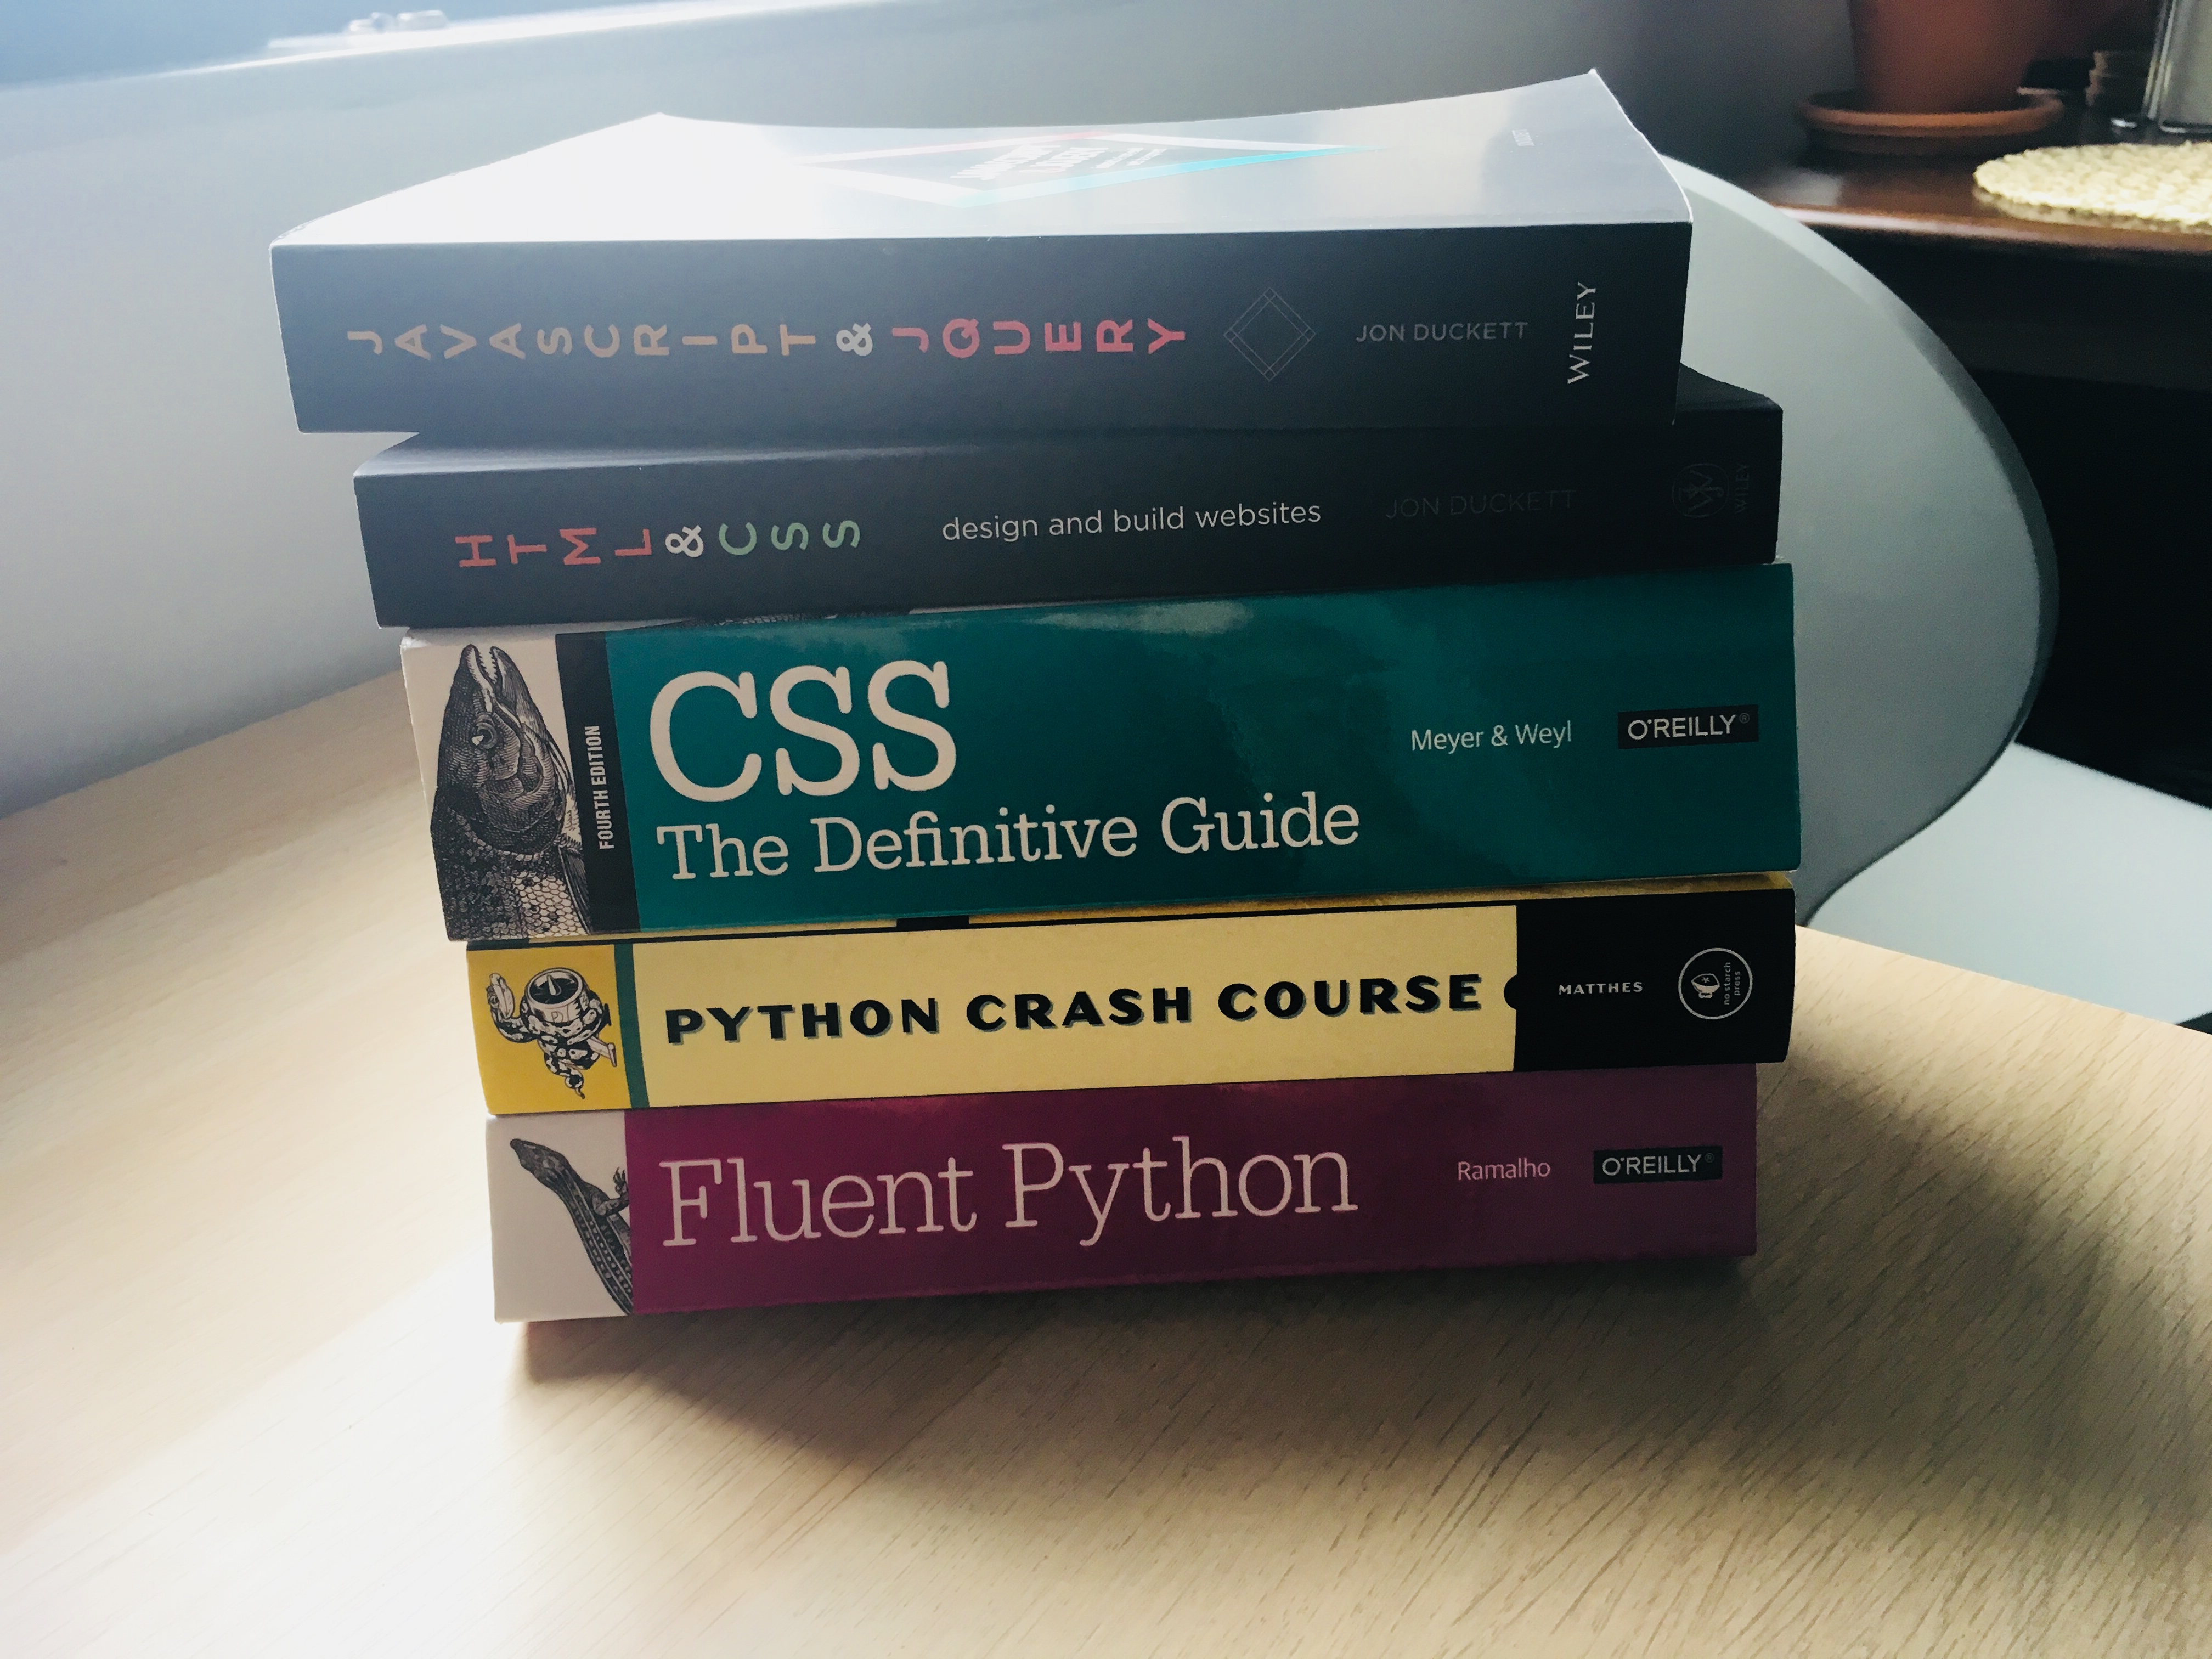 JAVASCRIPT & JQUERY
JON DUCKETT
WILEY
HTML & CSS
design and build websites
JON DUCKETT
WILEY
FOURTH EDITION
CSS
The Definitive Guide
Meyer & Weyl
O'REILLY®
PYTHON CRASH COURSE
MATTHES
no starch
press
Fluent Python
Ramalho
O'REILLY®